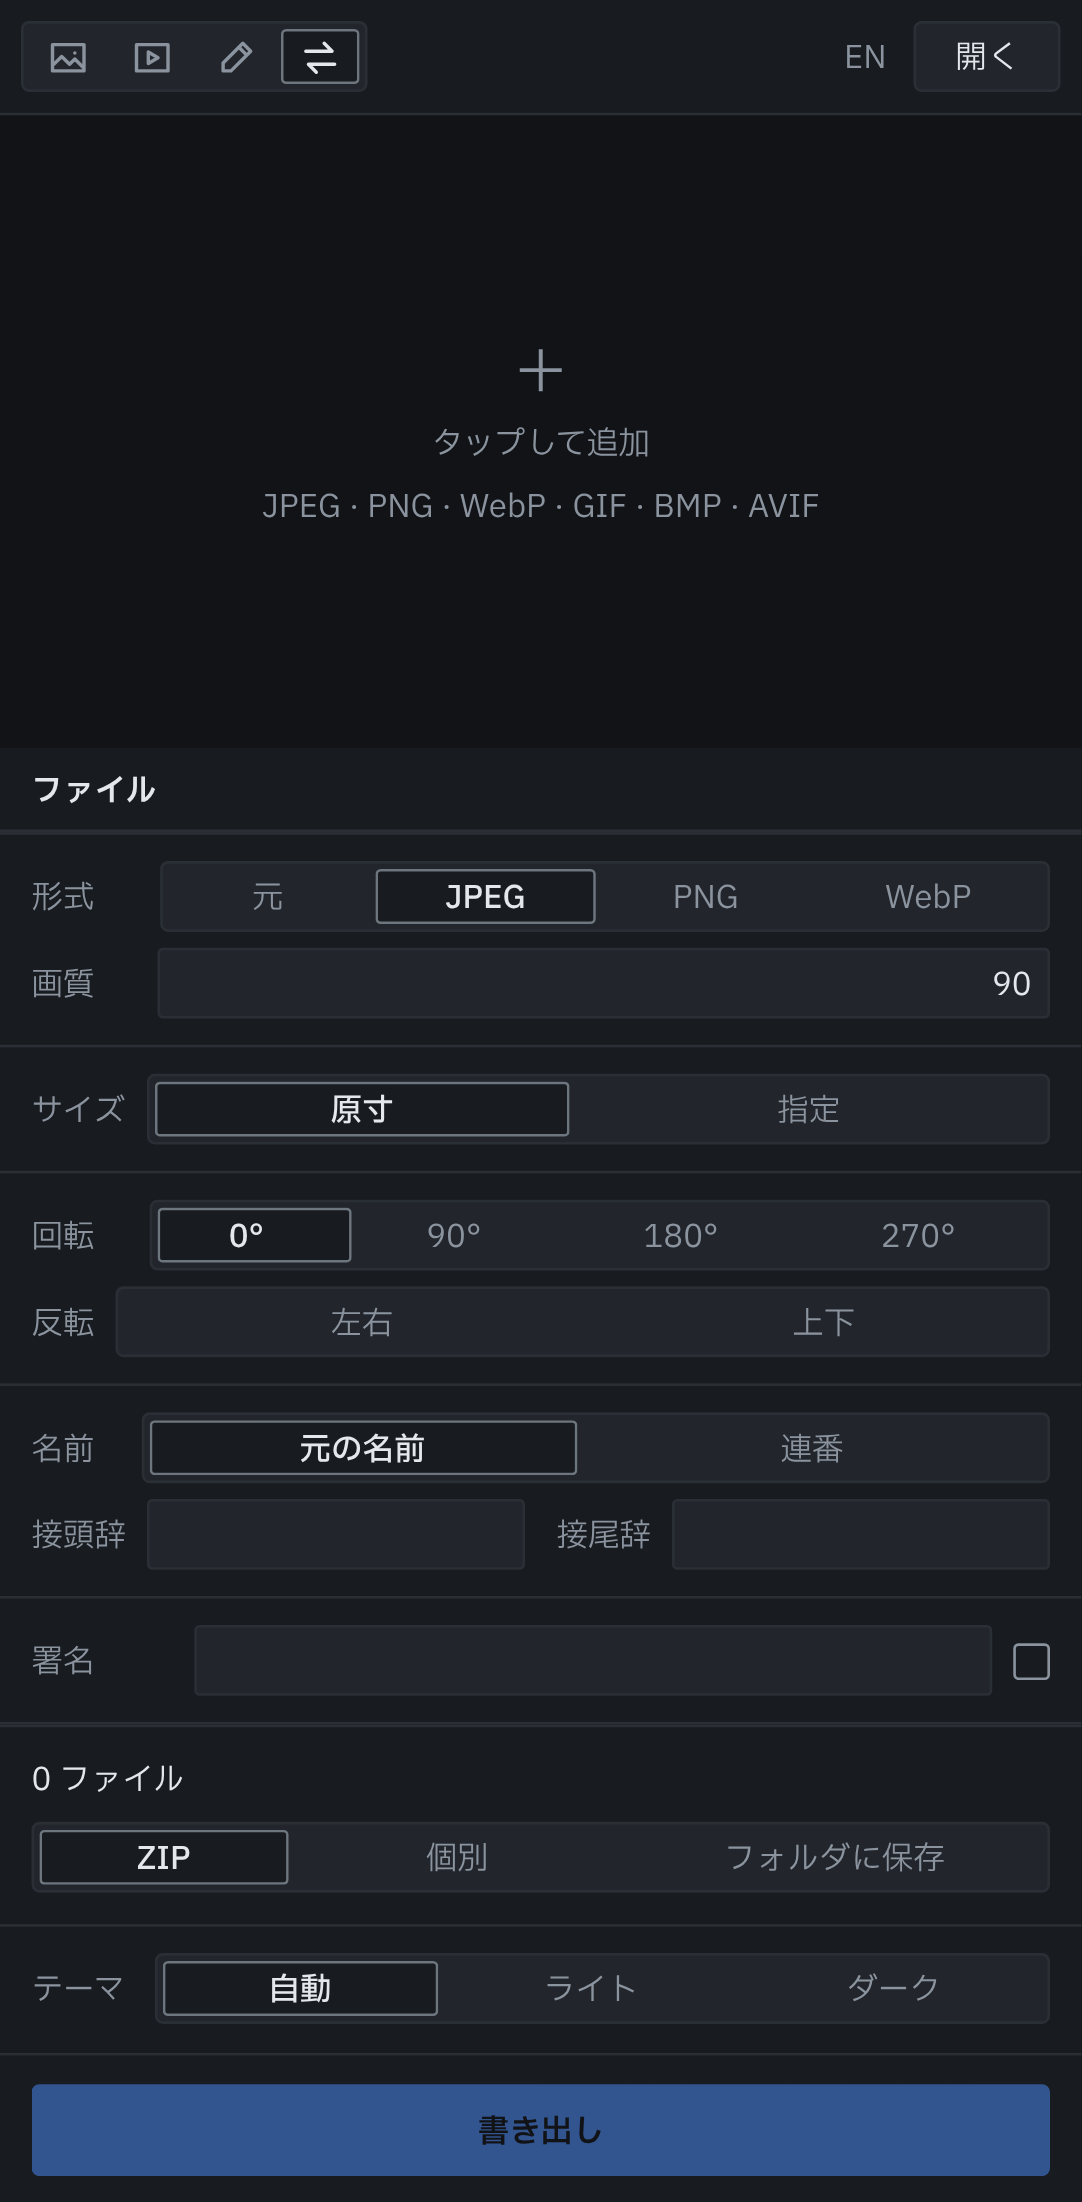 EN 開く
タップして追加
JPEG · PNG · WebP · GIF · BMP · AVIF
ファイル
形式 元 JPEG PNG WebP
画質 90
サイズ 原寸 指定
回転 0° 90° 180° 270°
反転 左右 上下
名前 元の名前 連番
接頭辞 接尾辞
署名
0 ファイル
ZIP 個別 フォルダに保存
テーマ 自動 ライト ダーク
書き出し